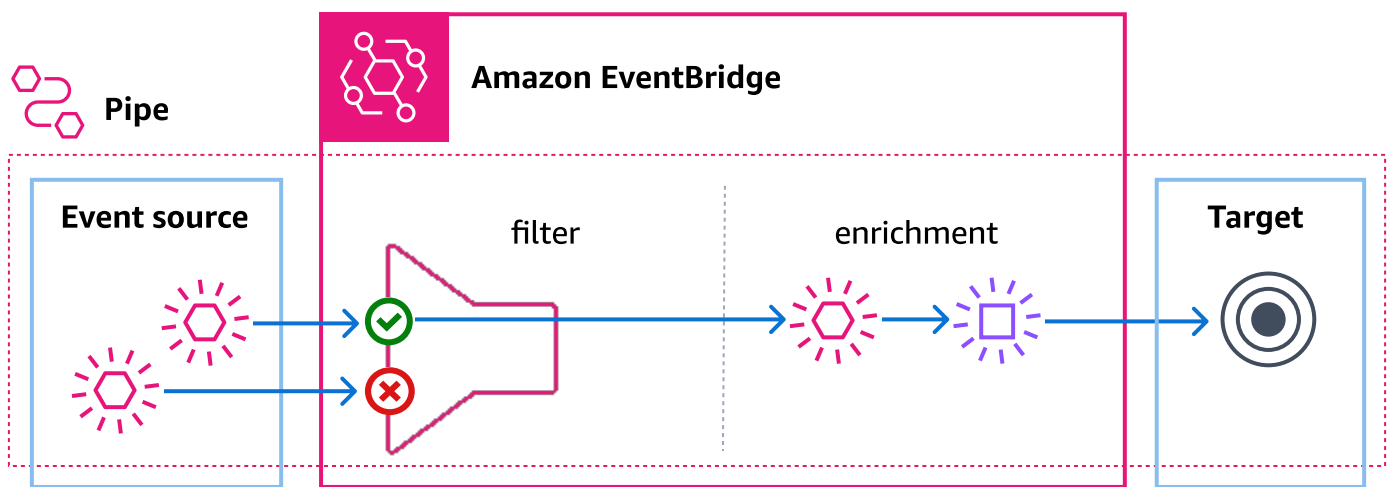 Amazon EventBridge
Pipe
Event source
filter
enrichment
Target